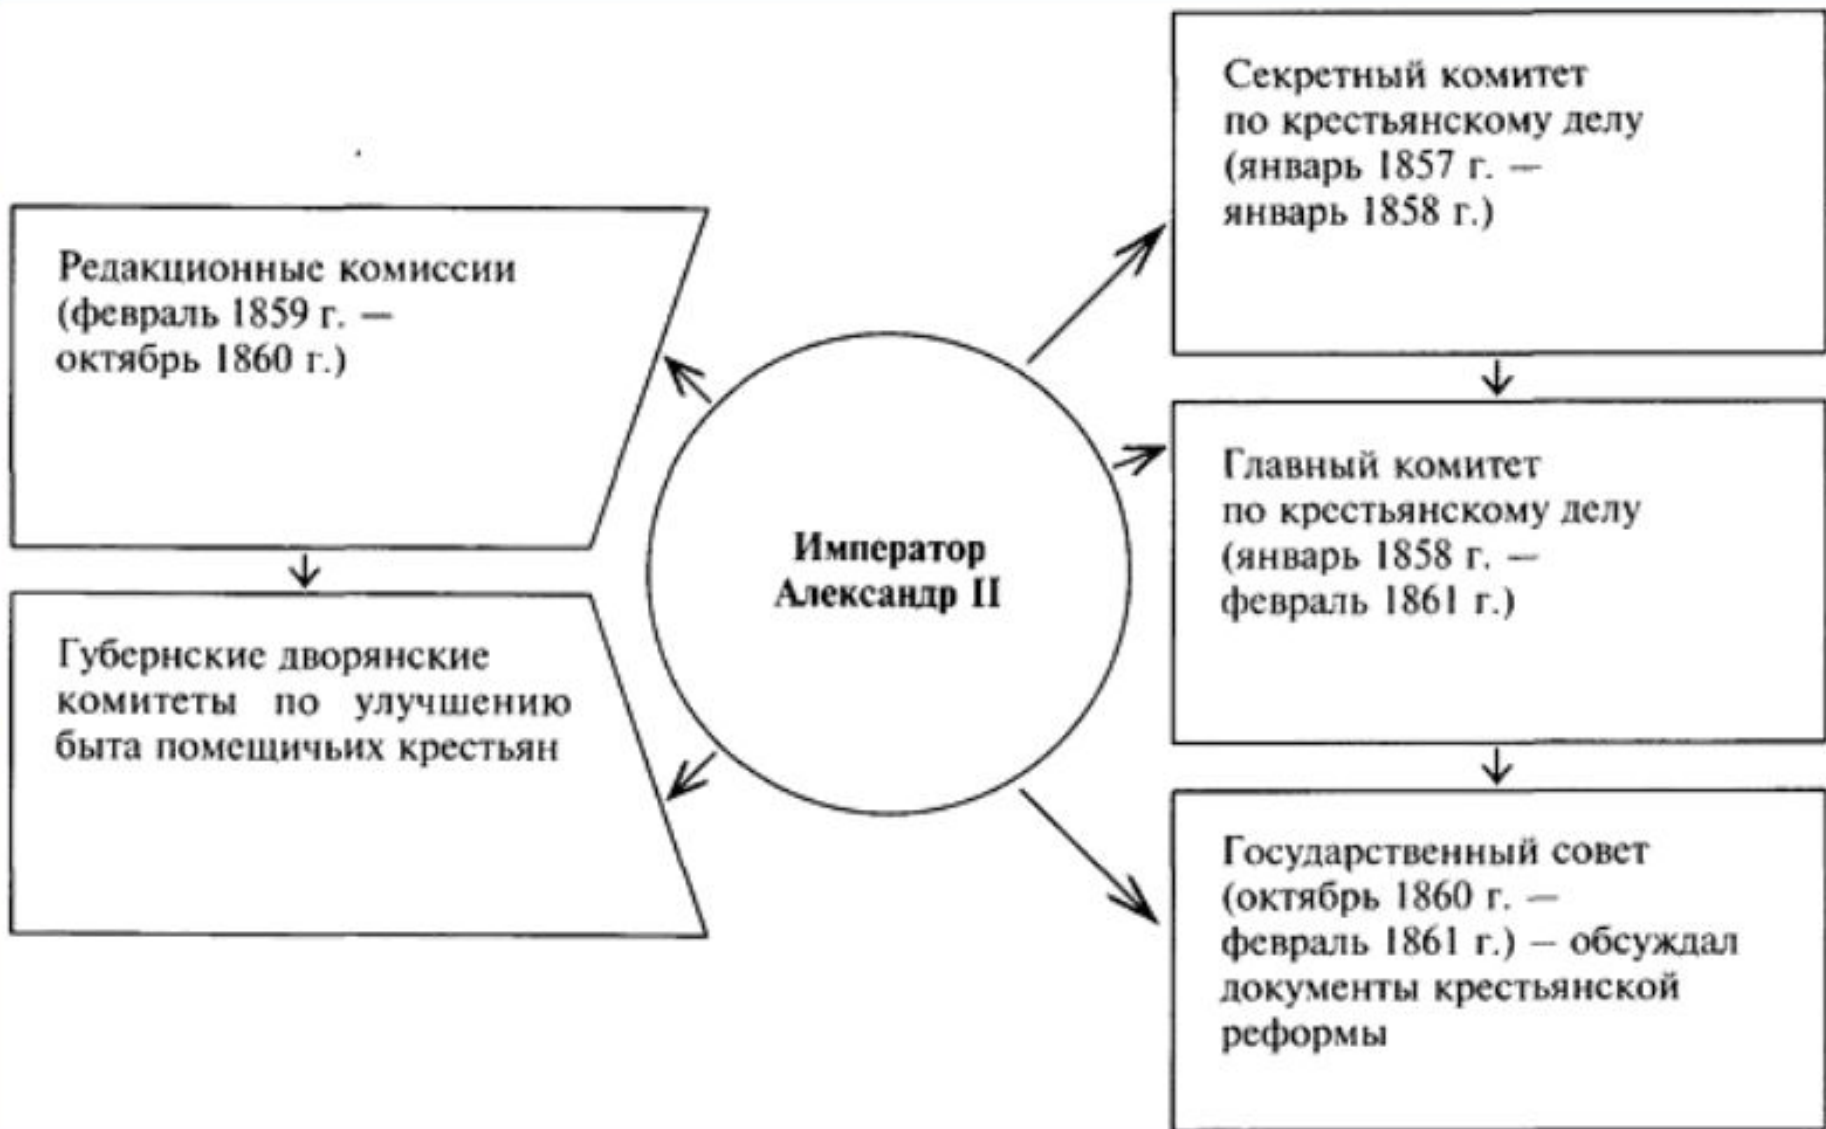 Секретный комитет
по крестьянскому делу
(январь 1857 г. —
январь 1858 г.)
Редакционные комиссии
(февраль 1859 г. —
октябрь 1860 г.)
Император
Александр II
Главный комитет
по крестьянскому делу
(январь 1858 г. —
февраль 1861 г.)
Губернские дворянские
комитеты по улучшению
быта помещичьих крестьян
Государственный совет
(октябрь 1860 г. —
февраль 1861 г.) — обсуждал
документы крестьянской
реформы